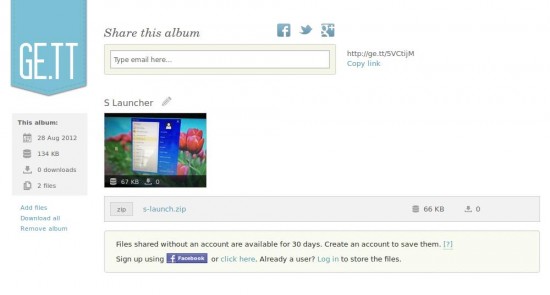 GE.TT
Share this album
Type email here...
http://ge.tt/5VCtijM
Copy link
S Launcher
This album:
28 Aug 2012
134 KB
0 downloads
2 files
Add files
Download all
Remove album
67 KB 0
zip s-launch.zip 66 KB 0
Files shared without an account are available for 30 days. Create an account to save them. [?]
Sign up using Facebook or click here. Already a user? Log in to store the files.